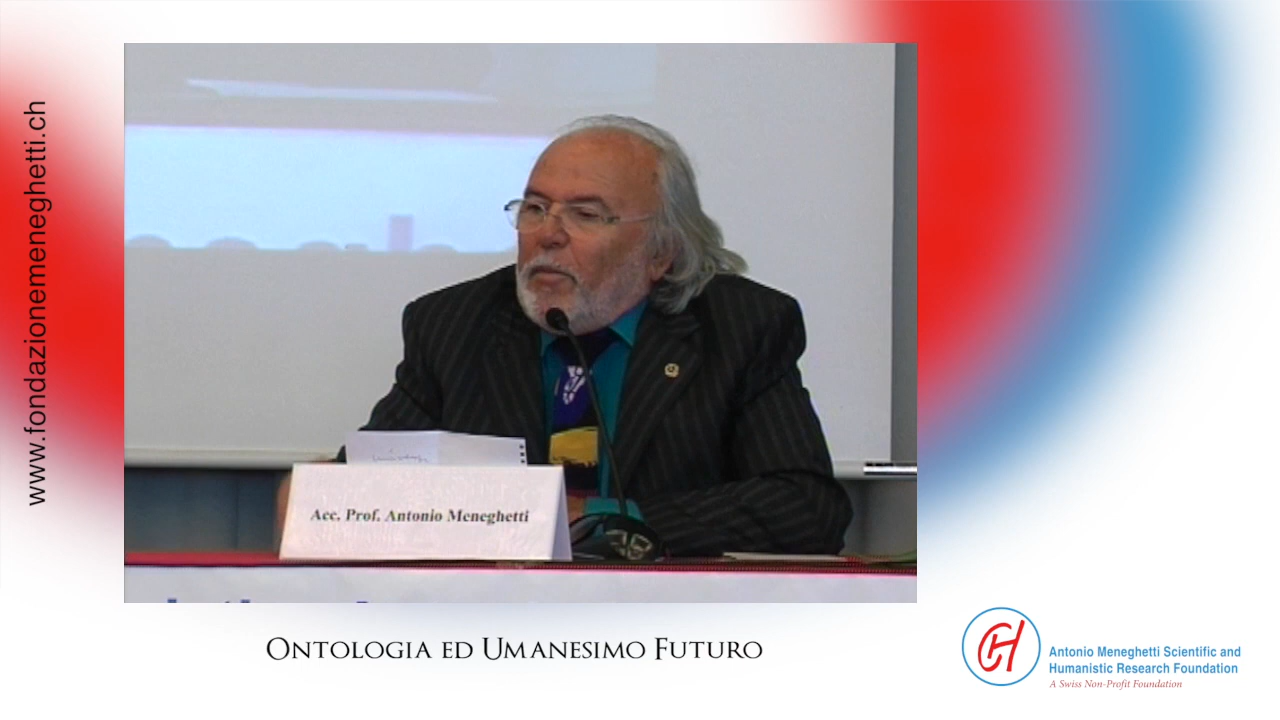 www.fondazionemeneghetti.ch
Acc. Prof. Antonio Meneghetti
Ontologia ed Umanesimo Futuro
CH
Antonio Meneghetti Scientific and
Humanistic Research Foundation
A Swiss Non-Profit Foundation